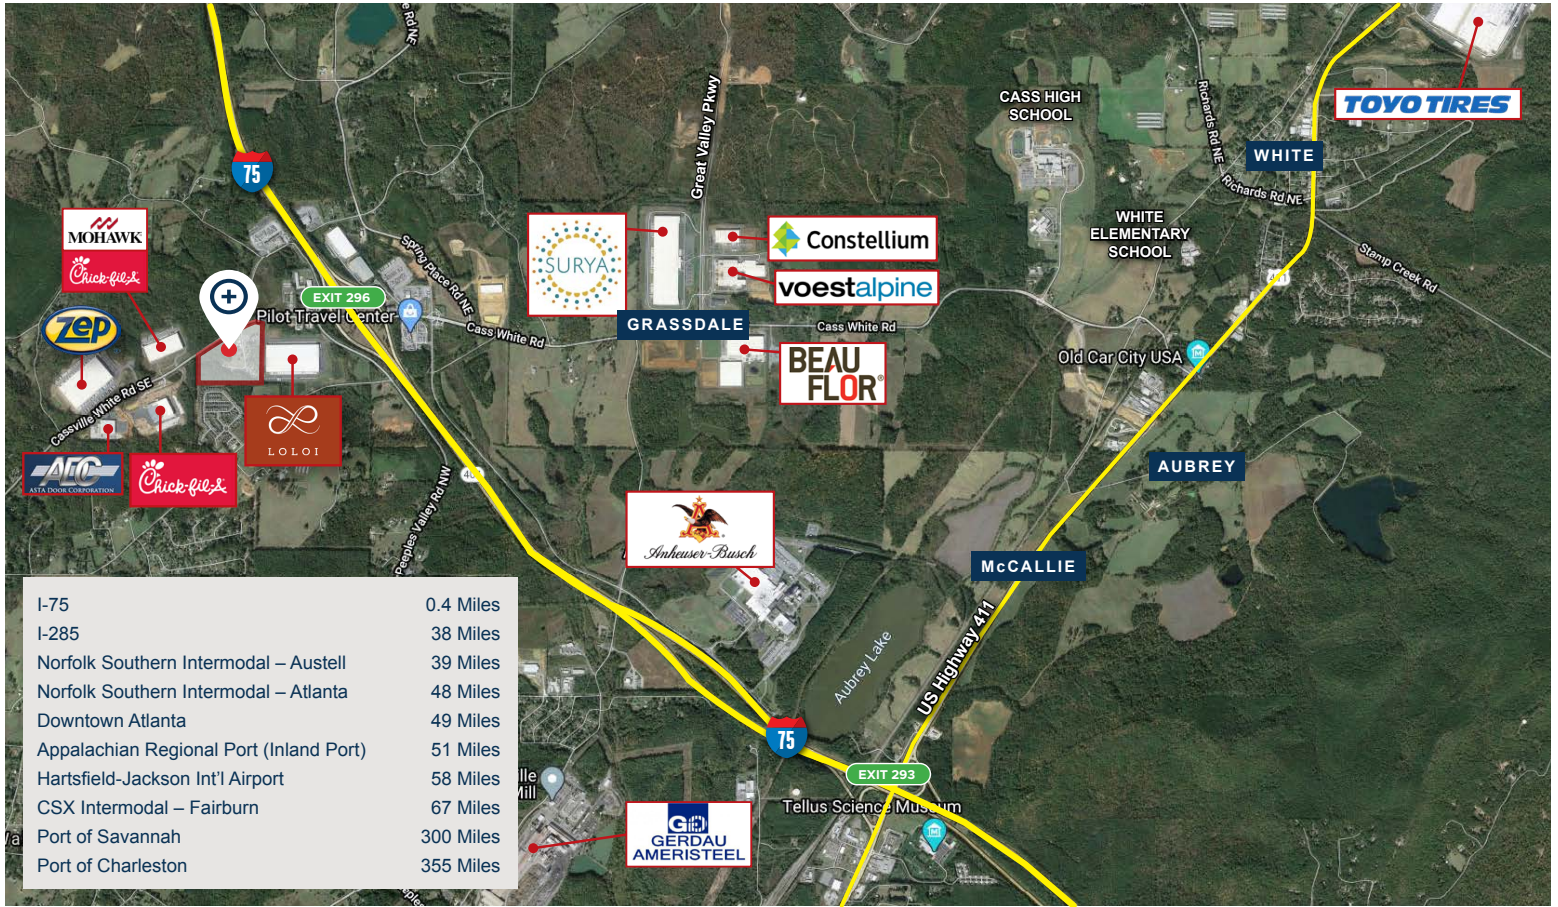 Rd NE
75
Great Valley Pkwy
CASS HIGH
SCHOOL
Richards Rd NE
TOYO TIRES
WHITE
Richards Rd NE
MOHAWK
Chick-fil-A
Spring Place Rd NE
SURYA
Constellium
voestalpine
WHITE
ELEMENTARY
SCHOOL
Stamp Creek Rd
EXIT 296
Pilot Travel Center
Cass White Rd
GRASSDALE
Cass White Rd
zep
BEAU
FLOR®
Old Car City USA
Cassville White Rd SE
LOLOI
ADC
ASTA DOOR CORPORATION
Chick-fil-A
AUBREY
Peeples Valley Rd NW
Anheuser-Busch
McCALLIE
US Highway 411
Aubrey Lake
I-75 0.4 Miles
I-285 38 Miles
Norfolk Southern Intermodal – Austell 39 Miles
Norfolk Southern Intermodal – Atlanta 48 Miles
Downtown Atlanta 49 Miles
Appalachian Regional Port (Inland Port) 51 Miles
Hartsfield-Jackson Int'l Airport 58 Miles
CSX Intermodal – Fairburn 67 Miles
Port of Savannah 300 Miles
Port of Charleston 355 Miles
75
EXIT 293
Tellus Science Museum
ille
Mill
GERDAU
AMERISTEEL